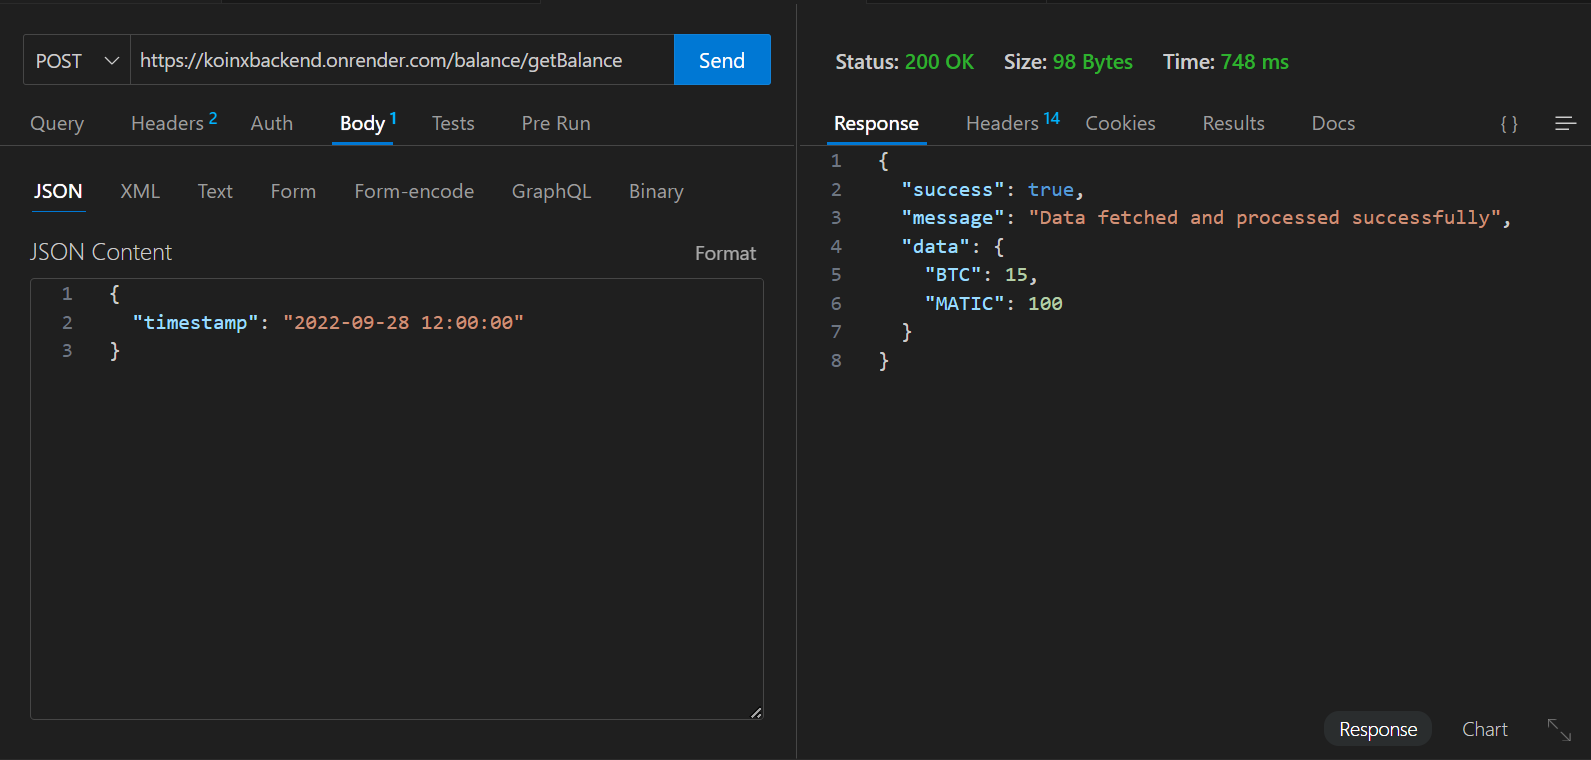 POST
https://koinxbackend.onrender.com/balance/getBalance
Send
Query
Headers 2
Auth
Body 1
Tests
Pre Run
JSON
XML
Text
Form
Form-encode
GraphQL
Binary
JSON Content
Format
1 {
2 "timestamp": "2022-09-28 12:00:00"
3 }
Status: 200 OK
Size: 98 Bytes
Time: 748 ms
Response
Headers 14
Cookies
Results
Docs
{ }
1 {
2 "success": true,
3 "message": "Data fetched and processed successfully",
4 "data": {
5 "BTC": 15,
6 "MATIC": 100
7 }
8 }
Response
Chart